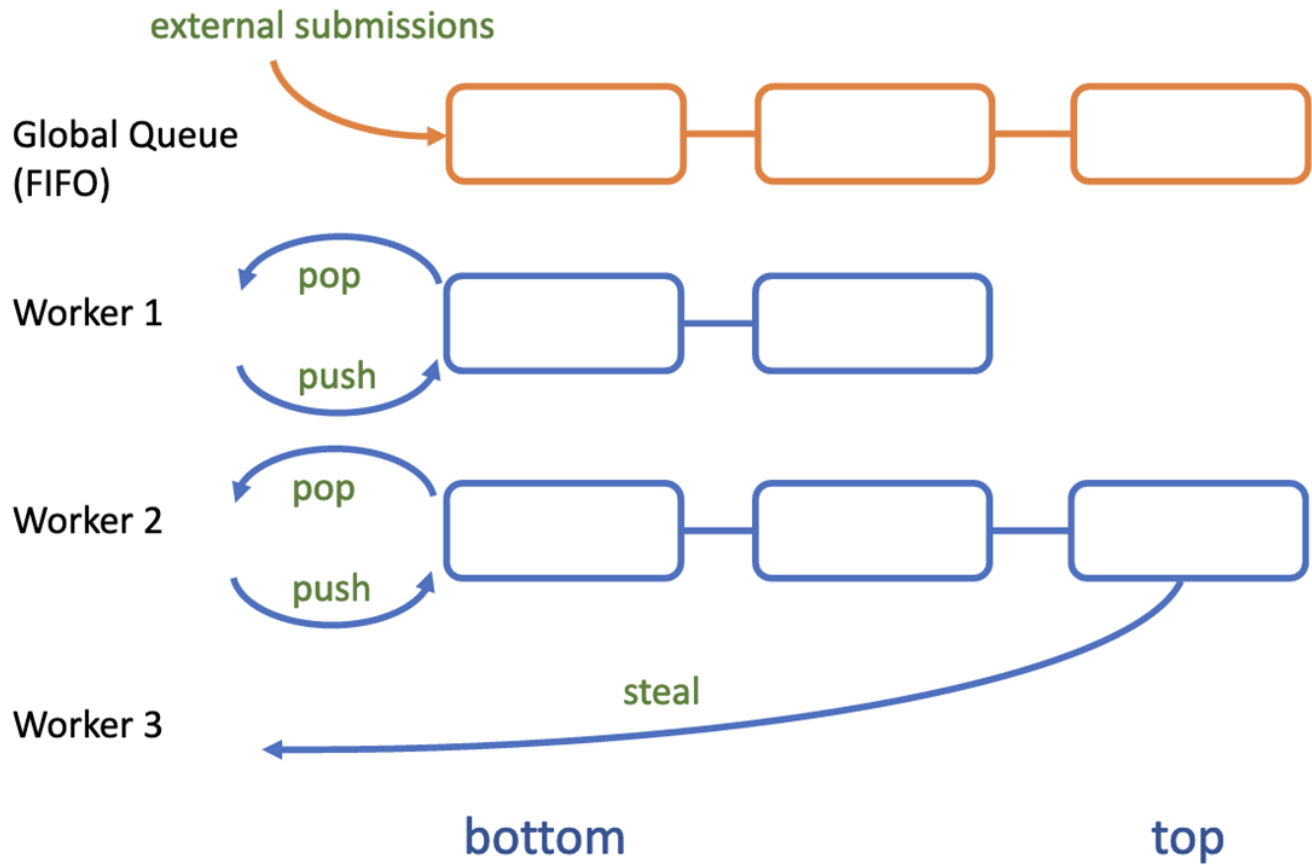 external submissions
Global Queue
(FIFO)
pop
Worker 1
push
pop
Worker 2
push
steal
Worker 3
bottom
top